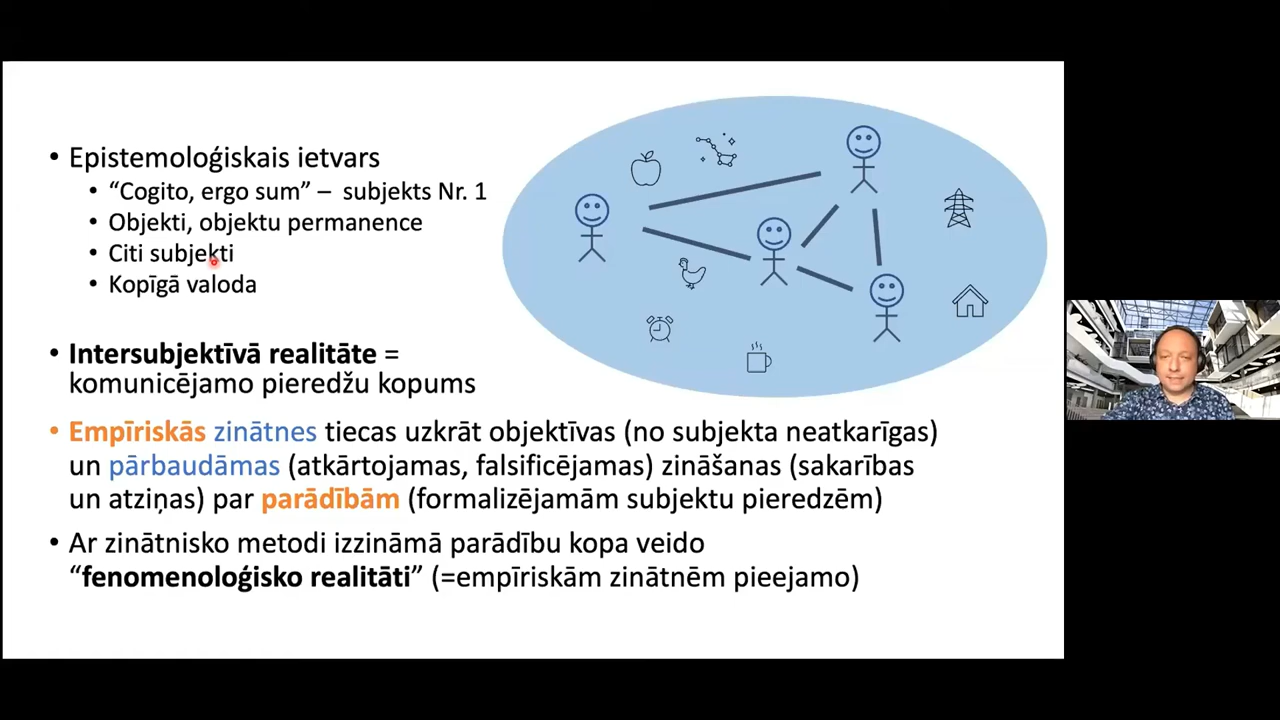 • Epistemoloģiskais ietvars
• “Cogito, ergo sum” – subjekts Nr. 1
• Objekti, objektu permanence
• Citi subjekti
• Kopīgā valoda
• Intersubjektīvā realitāte =
komunicējamo pieredžu kopums
• Empīriskās zinātnes tiecas uzkrāt objektīvas (no subjekta neatkarīgas)
un pārbaudāmas (atkārtojamas, falsificējamas) zināšanas (sakarības
un atziņas) par parādībām (formalizējamām subjektu pieredzēm)
• Ar zinātnisko metodi izzināmā parādību kopa veido
“fenomenoloģisko realitāti” (=empīriskām zinātnēm pieejamo)